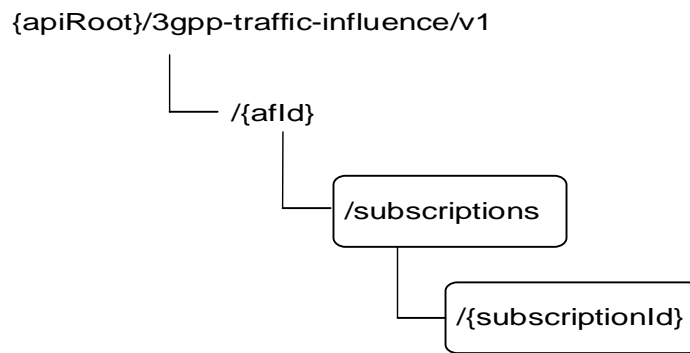 {apiRoot}/3gpp-traffic-influence/v1
/{afId}
/subscriptions
/{subscriptionId}